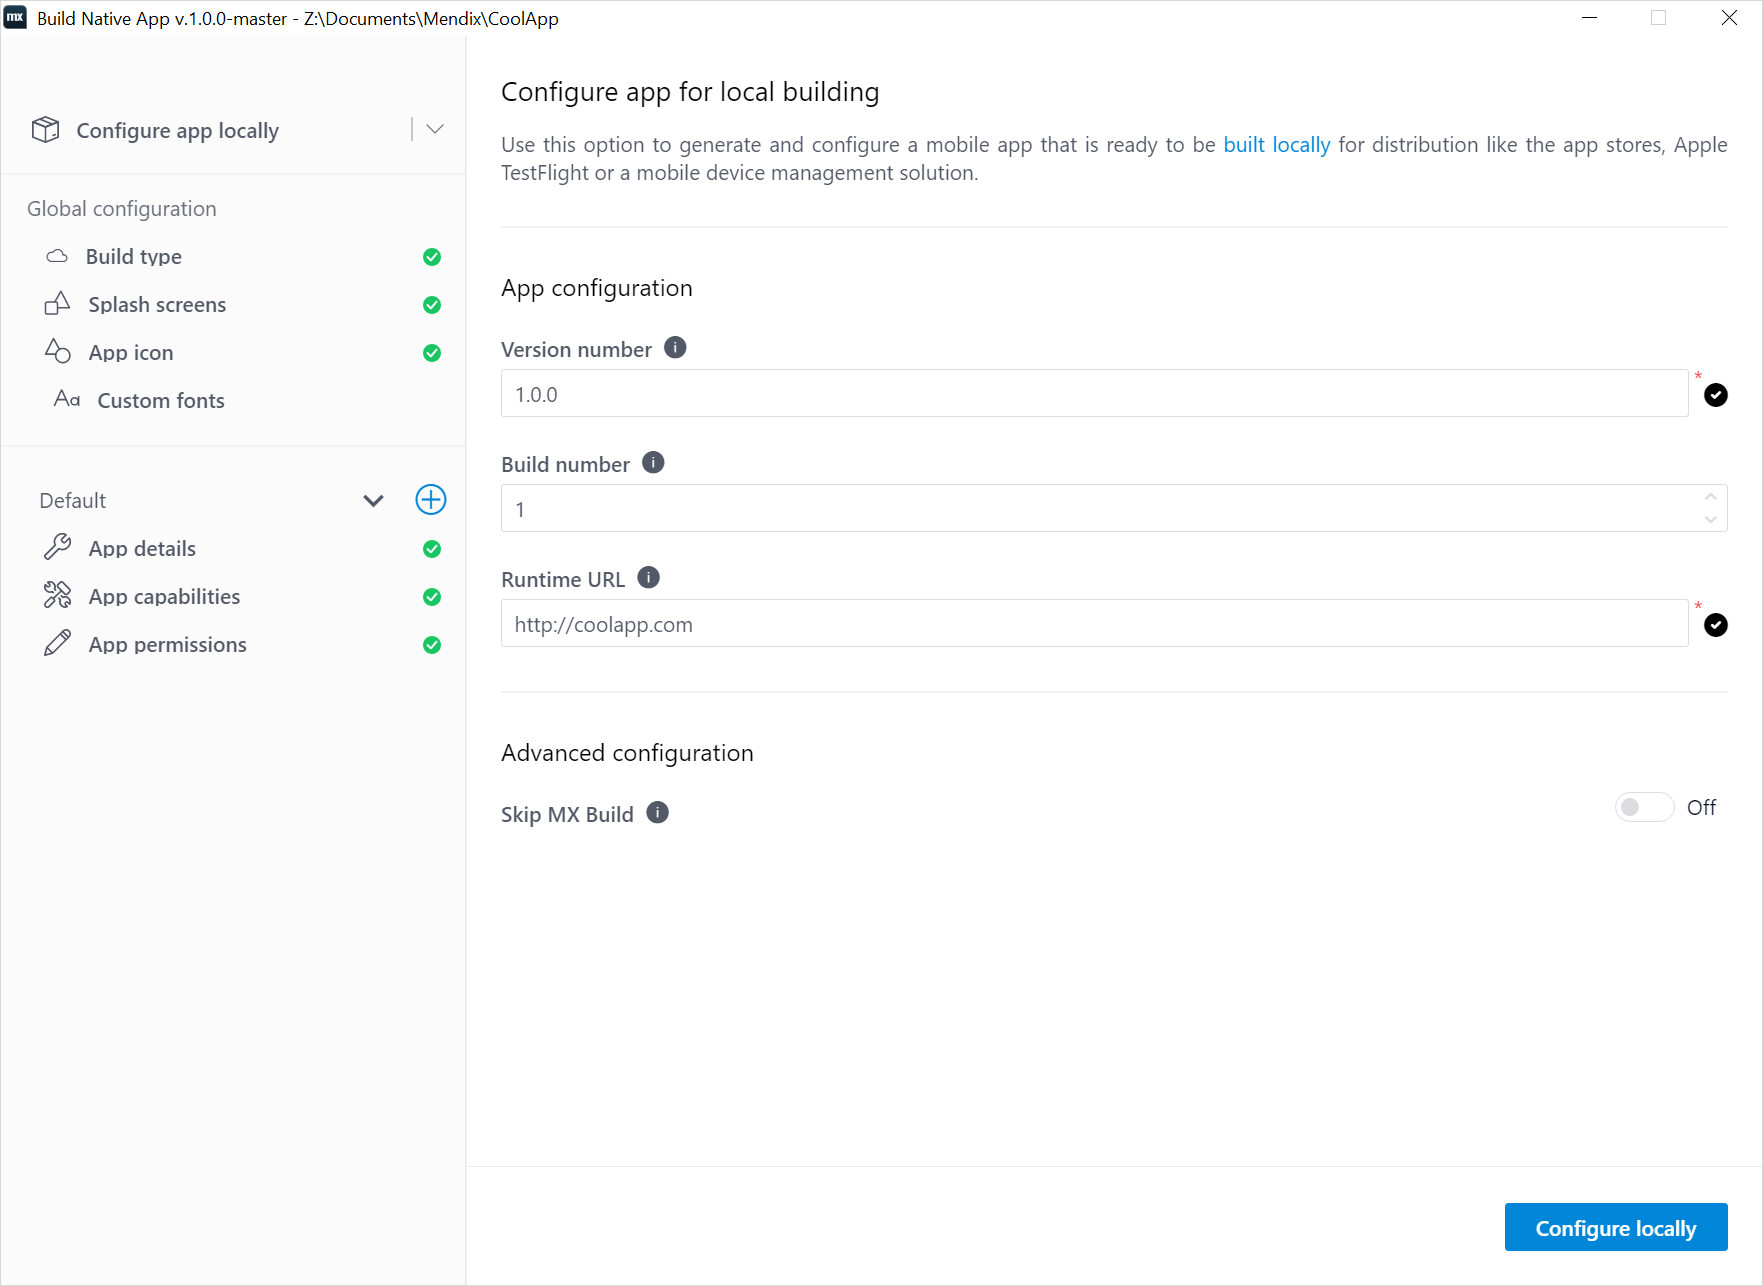 mx Build Native App v.1.0.0-master - Z:\Documents\Mendix\CoolApp
Configure app locally
Global configuration
Build type
Splash screens
App icon
Aa Custom fonts
Default
App details
App capabilities
App permissions
Configure app for local building
Use this option to generate and configure a mobile app that is ready to be built locally for distribution like the app stores, Apple
TestFlight or a mobile device management solution.
App configuration
Version number i
1.0.0 *
Build number i
1
Runtime URL i
http://coolapp.com *
Advanced configuration
Skip MX Build i
Off
Configure locally